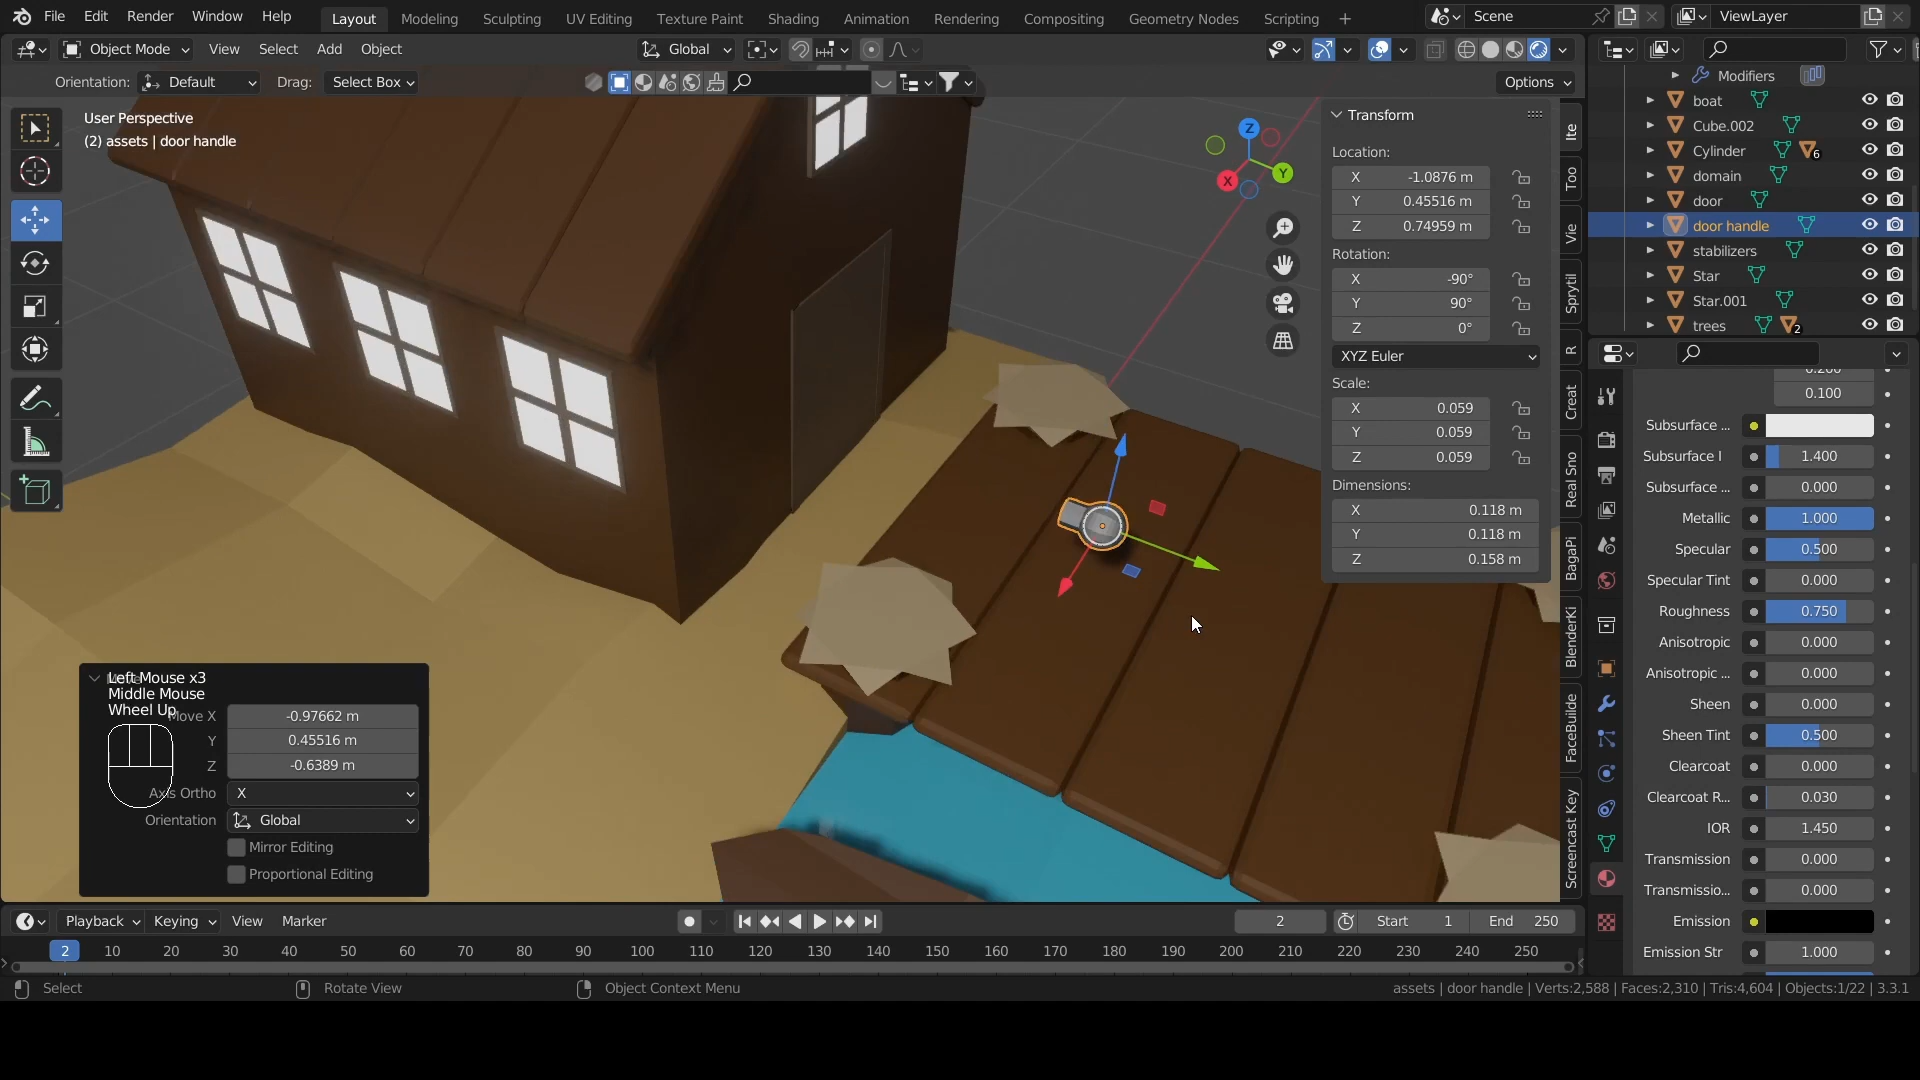 File Edit Render Window Help Layout Modeling Sculpting UV Editing Texture Paint Shading Animation Rendering Compositing Geometry Nodes Scripting + Scene ViewLayer
Object Mode View Select Add Object Global
Orientation: Default Drag: Select Box Options
User Perspective
(2) assets | door handle
Transform
Location:
X -1.0876 m
Y 0.45516 m
Z 0.74959 m
Rotation:
X -90°
Y 90°
Z 0°
XYZ Euler
Scale:
X 0.059
Y 0.059
Z 0.059
Dimensions:
X 0.118 m
Y 0.118 m
Z 0.158 m
Ite
Too
Vie
Sprytil
R
Creat
Real Sno
BagaPi
BlenderKi
FaceBuilde
Screencast Key
Z
Y
X
Modifiers
boat
Cube.002
Cylinder 6
domain
door
door handle
stabilizers
Star
Star.001
trees 2
0.100
Subsurface ...
Subsurface I 1.400
Subsurface ... 0.000
Metallic 1.000
Specular 0.500
Specular Tint 0.000
Roughness 0.750
Anisotropic 0.000
Anisotropic ... 0.000
Sheen 0.000
Sheen Tint 0.500
Clearcoat 0.000
Clearcoat R... 0.030
IOR 1.450
Transmission 0.000
Transmissio... 0.000
Emission
Emission Str 1.000
Left Mouse x3
Middle Mouse
Wheel Up
Move X -0.97662 m
Y 0.45516 m
Z -0.6389 m
Axis Ortho X
Orientation Global
Mirror Editing
Proportional Editing
Playback Keying View Marker 2 Start 1 End 250
2 10 20 30 40 50 60 70 80 90 100 110 120 130 140 150 160 170 180 190 200 210 220 230 240 250
Select Rotate View Object Context Menu assets | door handle | Verts:2,588 | Faces:2,310 | Tris:4,604 | Objects:1/22 | 3.3.1